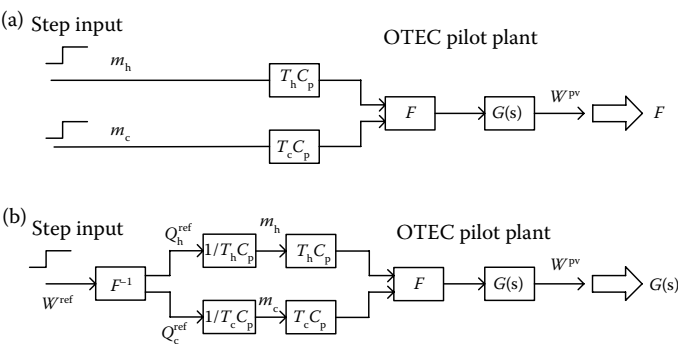 (a) Step input
OTEC pilot plant
m_h
T_hC_p
W^pv
F
G(s)
F
m_c
T_cC_p
(b) Step input
OTEC pilot plant
Q_h^ref
m_h
1/T_hC_p
T_hC_p
W^pv
F^-1
F
G(s)
G(s)
W^ref
m_c
1/T_cC_p
T_cC_p
Q_c^ref